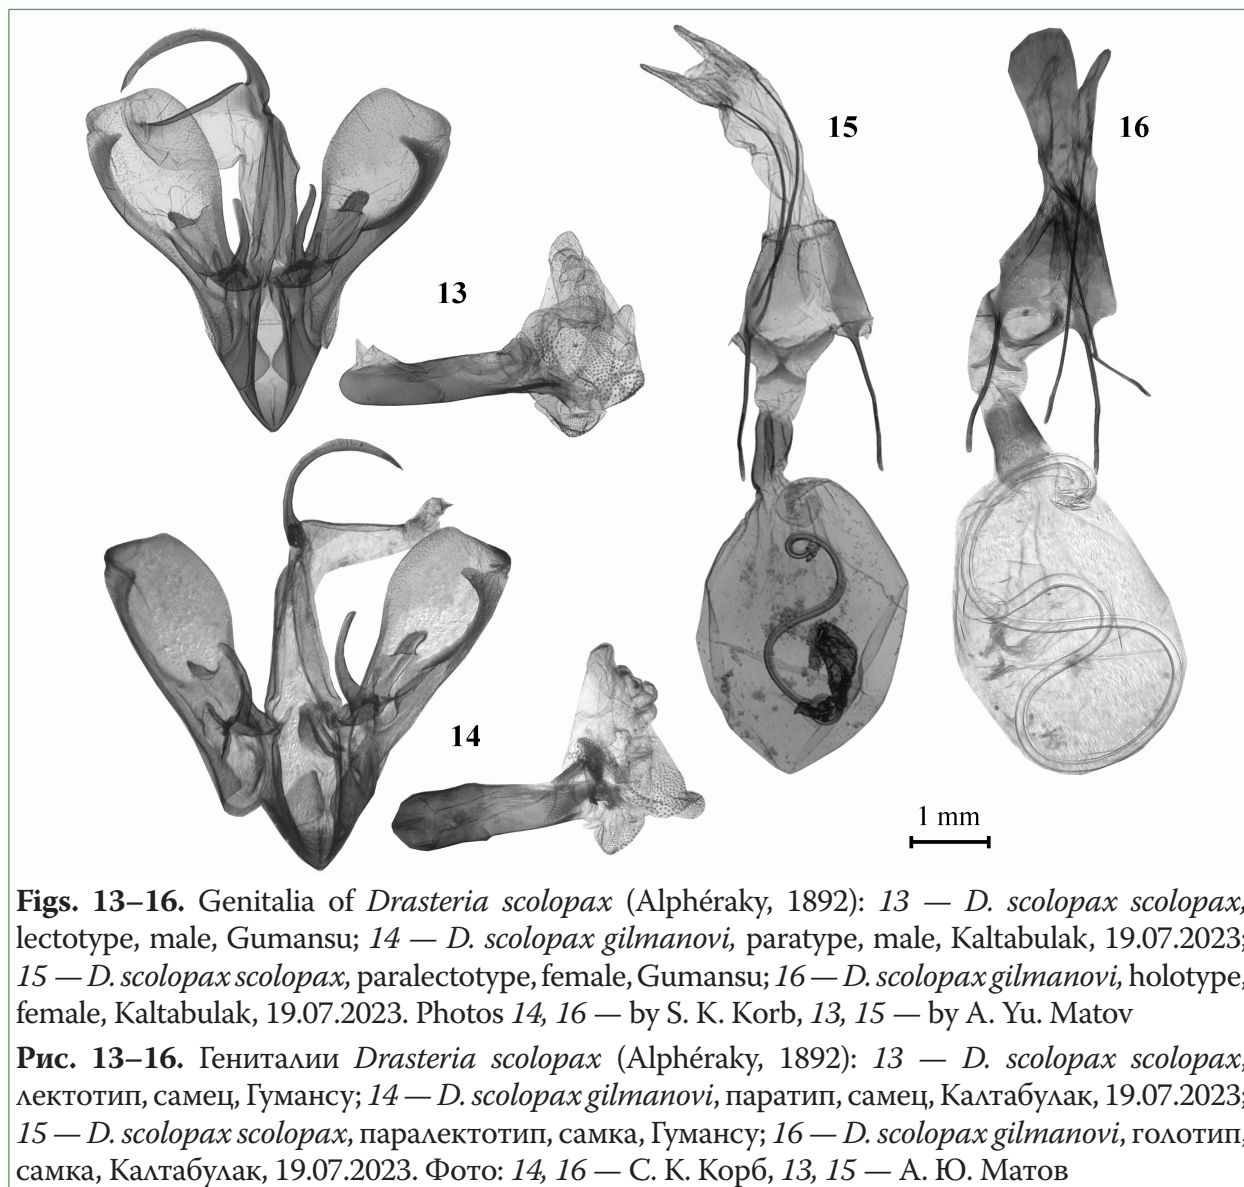 13
14
15
16
1 mm
Figs. 13–16. Genitalia of Drasteria scolopax (Alphéraky, 1892): 13 — D. scolopax scolopax,
lectotype, male, Gumansu; 14 — D. scolopax gilmanovi, paratype, male, Kaltabulak, 19.07.2023;
15 — D. scolopax scolopax, paralectotype, female, Gumansu; 16 — D. scolopax gilmanovi, holotype,
female, Kaltabulak, 19.07.2023. Photos 14, 16 — by S. K. Korb, 13, 15 — by A. Yu. Matov
Рис. 13–16. Гениталии Drasteria scolopax (Alphéraky, 1892): 13 — D. scolopax scolopax,
лектотип, самец, Гумансу; 14 — D. scolopax gilmanovi, паратип, самец, Калтабулак, 19.07.2023;
15 — D. scolopax scolopax, паралектотип, самка, Гумансу; 16 — D. scolopax gilmanovi, голотип,
самка, Калтабулак, 19.07.2023. Фото: 14, 16 — С. К. Корб, 13, 15 — А. Ю. Матов